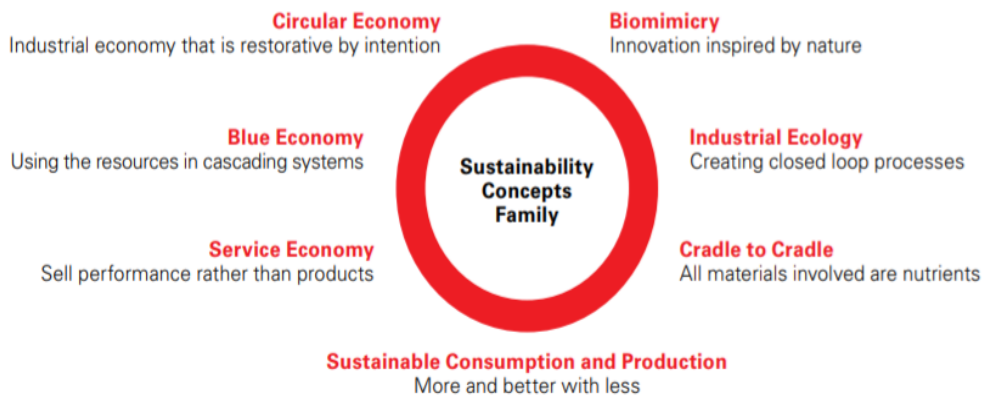 Circular Economy
Industrial economy that is restorative by intention
Biomimicry
Innovation inspired by nature
Blue Economy
Using the resources in cascading systems
Industrial Ecology
Creating closed loop processes
Sustainability
Concepts
Family
Service Economy
Sell performance rather than products
Cradle to Cradle
All materials involved are nutrients
Sustainable Consumption and Production
More and better with less